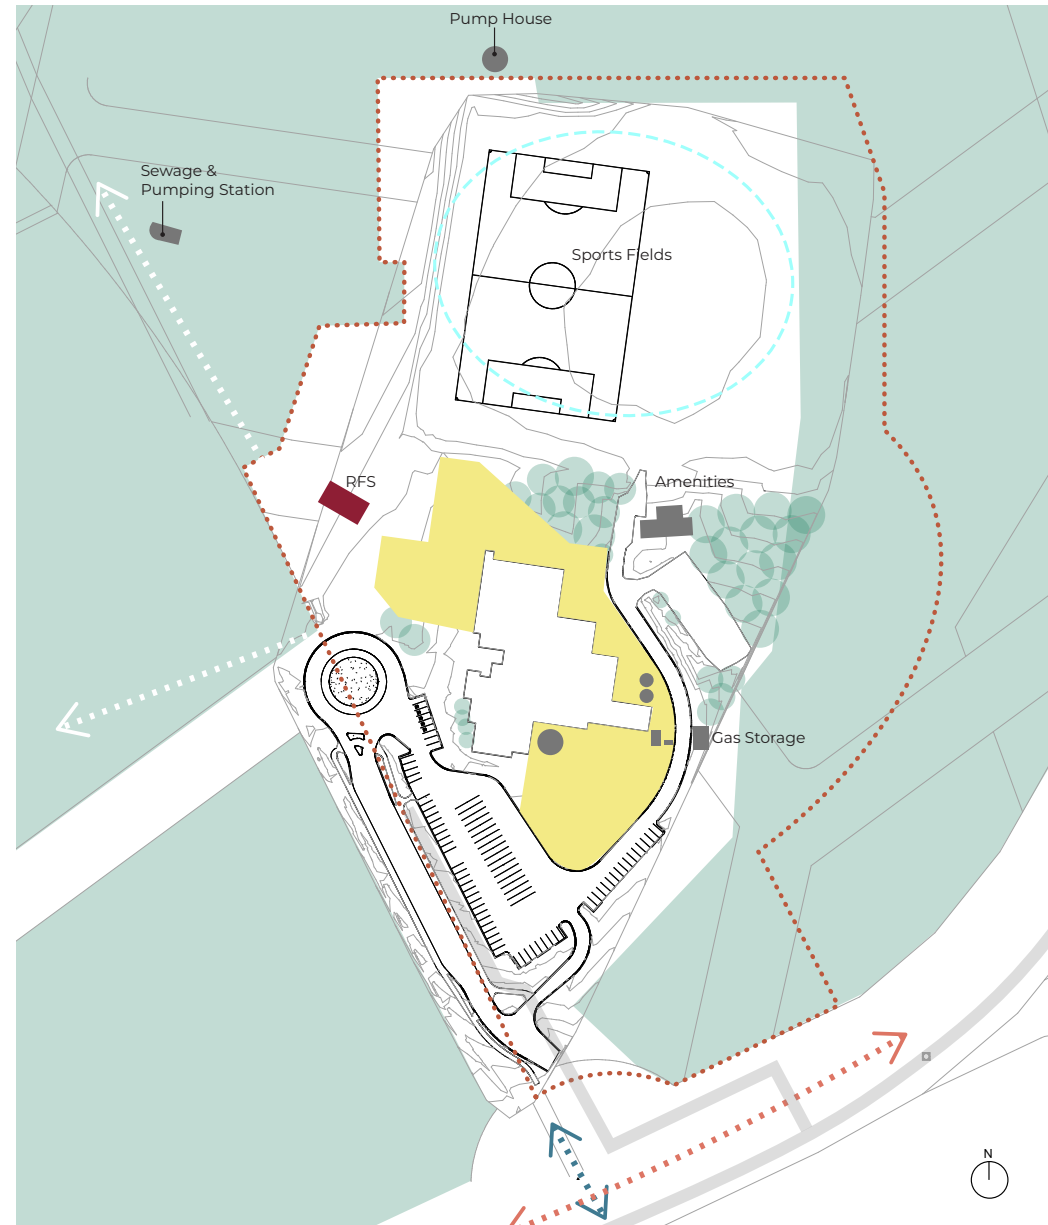 Pump House
Sewage &
Pumping Station
Sports Fields
RFS
Amenities
Gas Storage
N